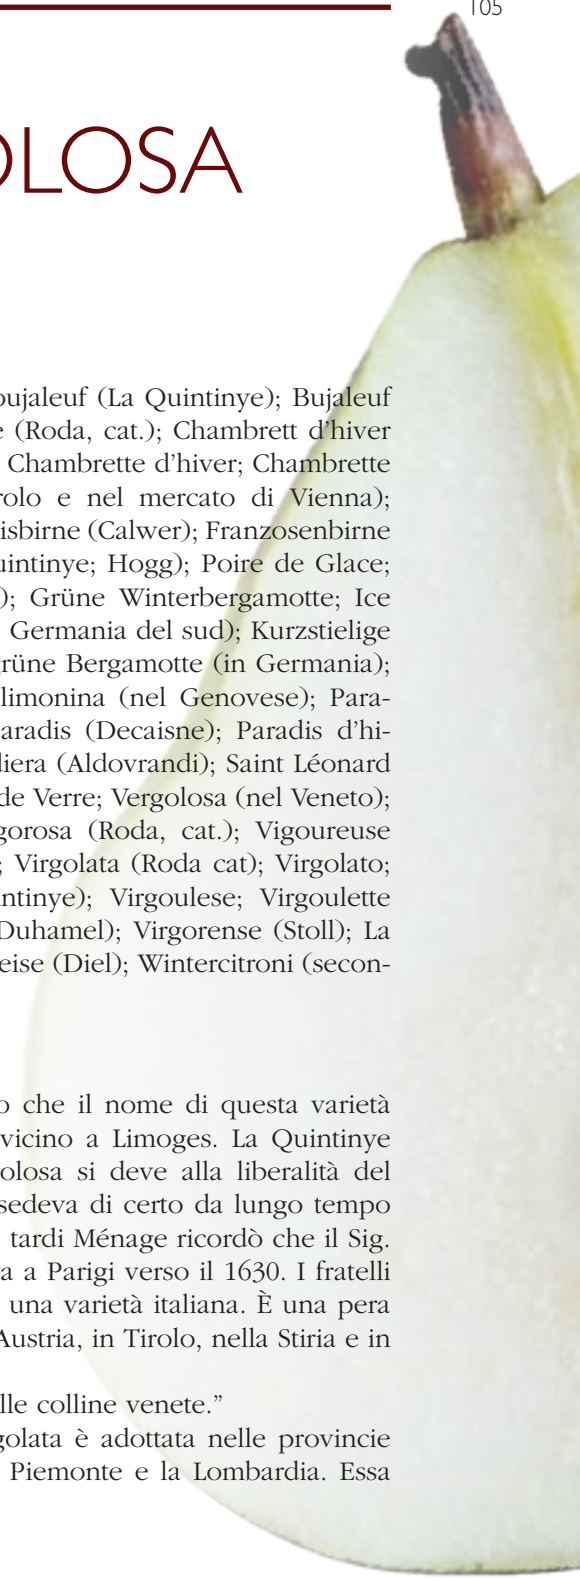 105
OLOSA
oujaleuf (La Quintinye); Bujaleuf
e (Roda, cat.); Chambrett d'hiver
Chambrette d'hiver; Chambrette
rolo e nel mercato di Vienna);
isbirne (Calwer); Franzosenbirne
uintinye; Hogg); Poire de Glace;
); Grüne Winterbergamotte; Ice
Germania del sud); Kurzstielige
grüne Bergamotte (in Germania);
limonina (nel Genovese); Para-
aradis (Decaisne); Paradis d'hi-
diera (Aldovrandi); Saint Léonard
de Verre; Vergolosa (nel Veneto);
gorosa (Roda, cat.); Vigoureuse
; Virgolata (Roda cat); Virgolato;
ntinye); Virgoulese; Virgoulette
Duhamel); Virgorense (Stoll); La
eise (Diel); Wintercitroni (secon-
o che il nome di questa varietà
vicino a Limoges. La Quintinye
olosa si deve alla liberalità del
sedeva di certo da lungo tempo
tardi Ménage ricordò che il Sig.
va a Parigi verso il 1630. I fratelli
una varietà italiana. È una pera
Austria, in Tirolo, nella Stiria e in
lle colline venete.”
golata è adottata nelle provincie
Piemonte e la Lombardia. Essa